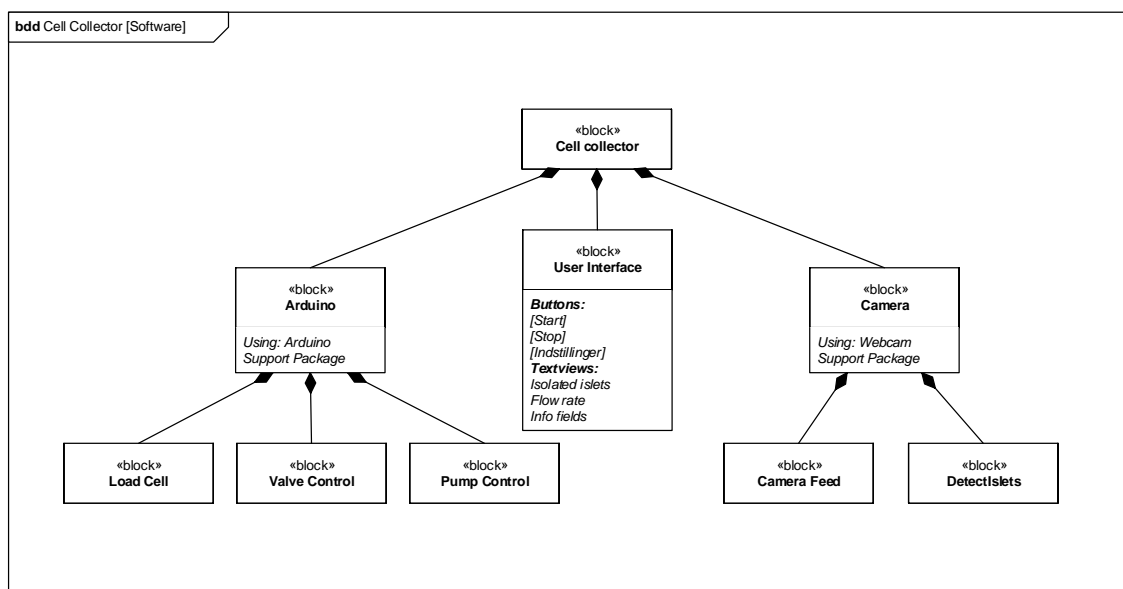 bdd Cell Collector [Software]
«block»
Cell collector
«block»
Arduino
Using: Arduino
Support Package
«block»
User Interface
Buttons:
[Start]
[Stop]
[Indstillinger]
Textviews:
Isolated islets
Flow rate
Info fields
«block»
Camera
Using: Webcam
Support Package
«block»
Load Cell
«block»
Valve Control
«block»
Pump Control
«block»
Camera Feed
«block»
DetectIslets